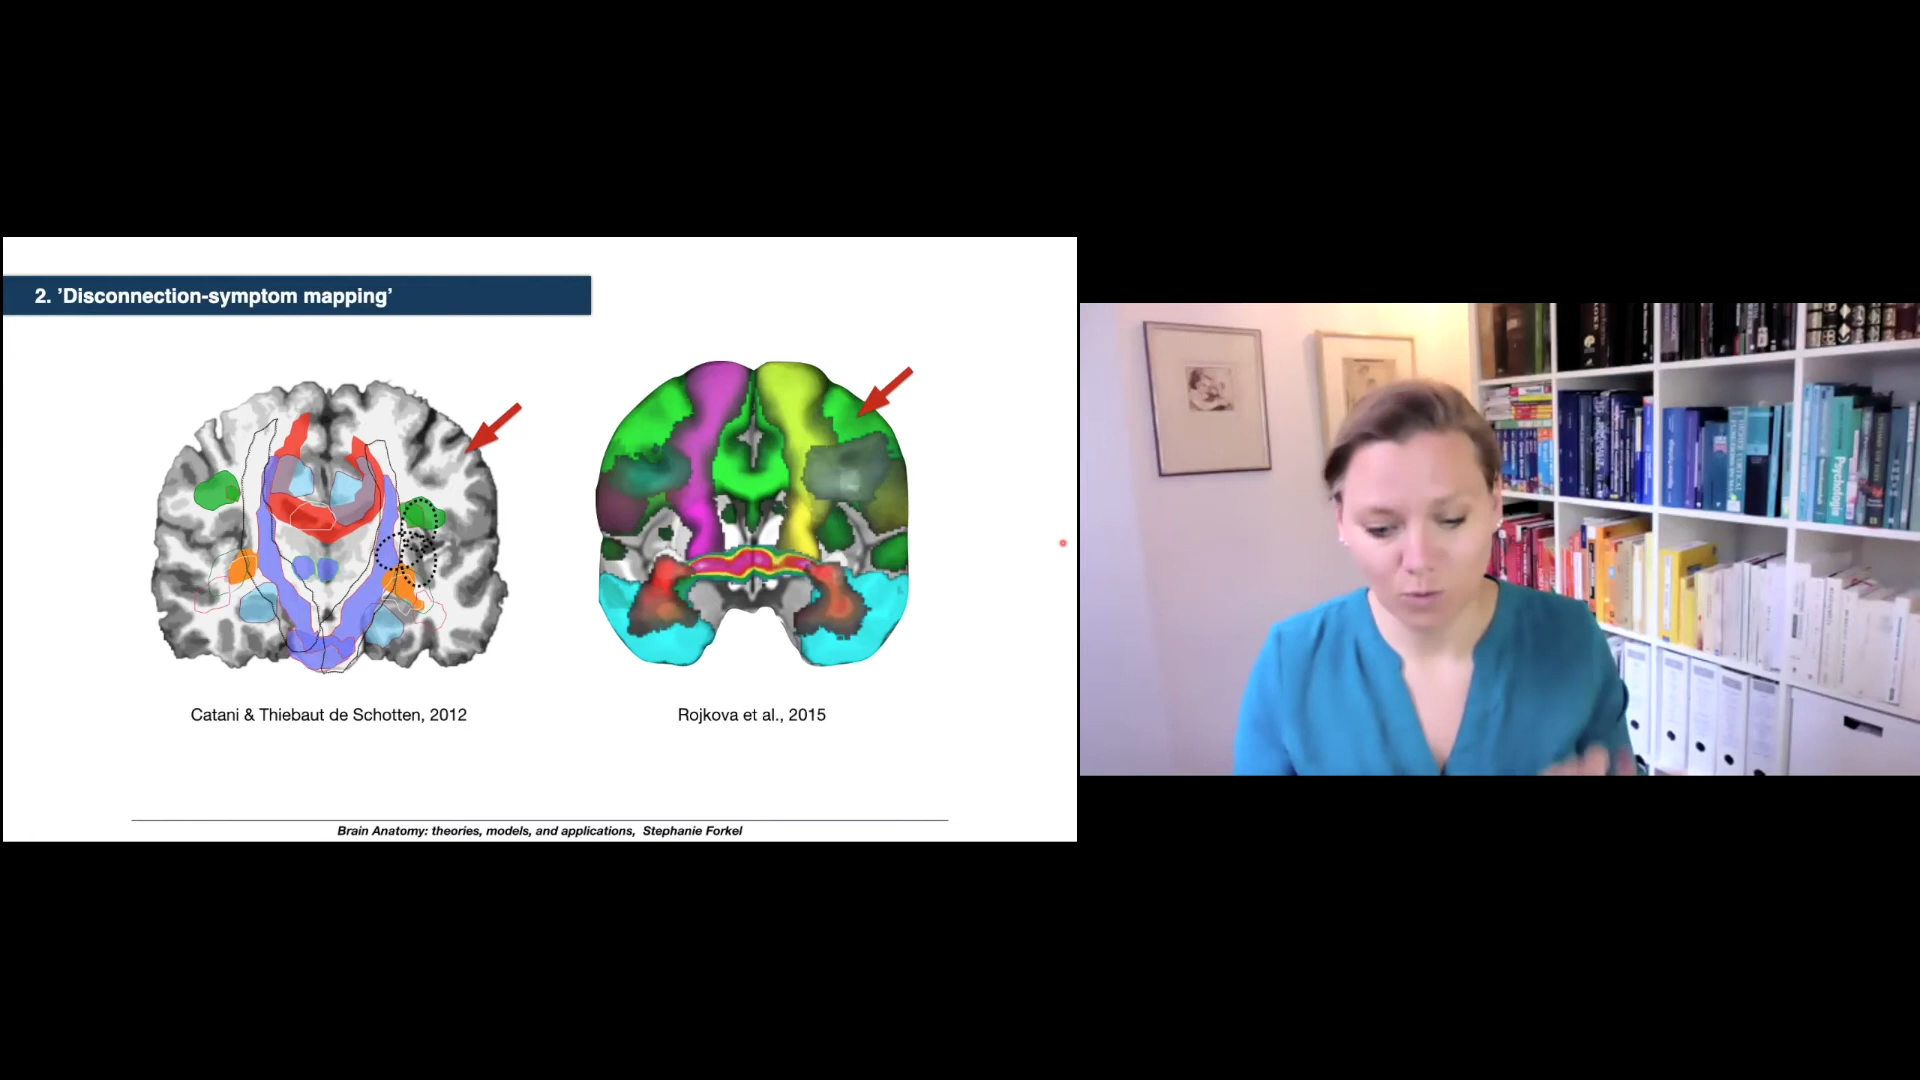 2. ’Disconnection-symptom mapping’
Catani & Thiebaut de Schotten, 2012
Rojkova et al., 2015
Brain Anatomy: theories, models, and applications, Stephanie Forkel
Psychologie